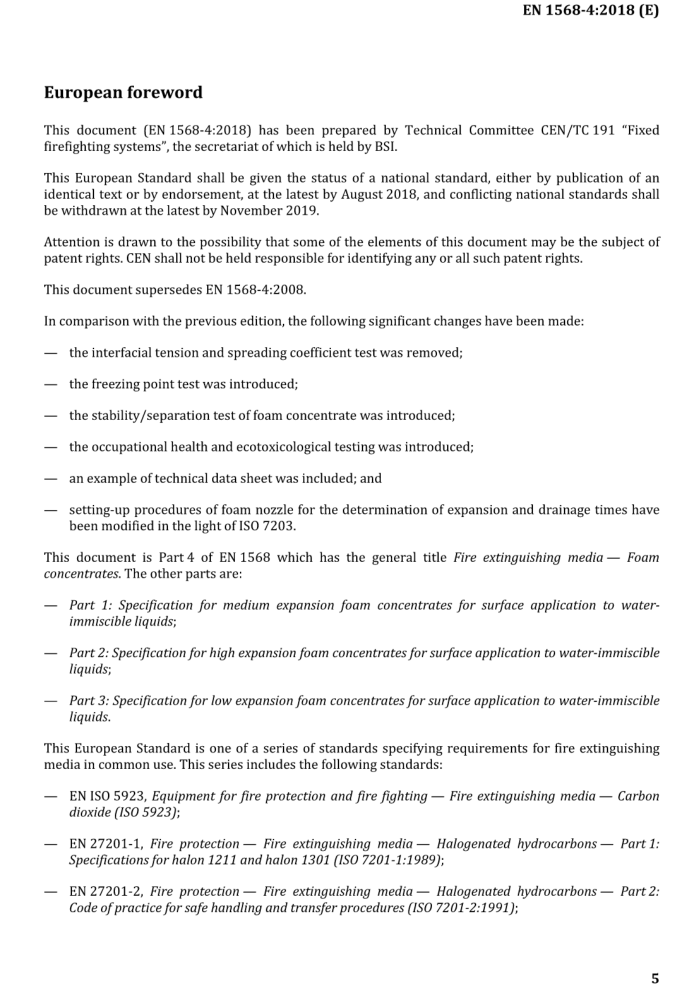 EN 1568-4:2018 (E)
European foreword
This document (EN 1568-4:2018) has been prepared by Technical Committee CEN/TC 191 “Fixed
firefighting systems”, the secretariat of which is held by BSI.
This European Standard shall be given the status of a national standard, either by publication of an
identical text or by endorsement, at the latest by August 2018, and conflicting national standards shall
be withdrawn at the latest by November 2019.
Attention is drawn to the possibility that some of the elements of this document may be the subject of
patent rights. CEN shall not be held responsible for identifying any or all such patent rights.
This document supersedes EN 1568-4:2008.
In comparison with the previous edition, the following significant changes have been made:
— the interfacial tension and spreading coefficient test was removed;
— the freezing point test was introduced;
— the stability/separation test of foam concentrate was introduced;
— the occupational health and ecotoxicological testing was introduced;
— an example of technical data sheet was included; and
— setting-up procedures of foam nozzle for the determination of expansion and drainage times have
been modified in the light of ISO 7203.
This document is Part 4 of EN 1568 which has the general title Fire extinguishing media — Foam
concentrates. The other parts are:
— Part 1: Specification for medium expansion foam concentrates for surface application to water-
immiscible liquids;
— Part 2: Specification for high expansion foam concentrates for surface application to water-immiscible
liquids;
— Part 3: Specification for low expansion foam concentrates for surface application to water-immiscible
liquids.
This European Standard is one of a series of standards specifying requirements for fire extinguishing
media in common use. This series includes the following standards:
— EN ISO 5923, Equipment for fire protection and fire fighting — Fire extinguishing media — Carbon
dioxide (ISO 5923);
— EN 27201-1, Fire protection — Fire extinguishing media — Halogenated hydrocarbons — Part 1:
Specifications for halon 1211 and halon 1301 (ISO 7201-1:1989);
— EN 27201-2, Fire protection — Fire extinguishing media — Halogenated hydrocarbons — Part 2:
Code of practice for safe handling and transfer procedures (ISO 7201-2:1991);
5